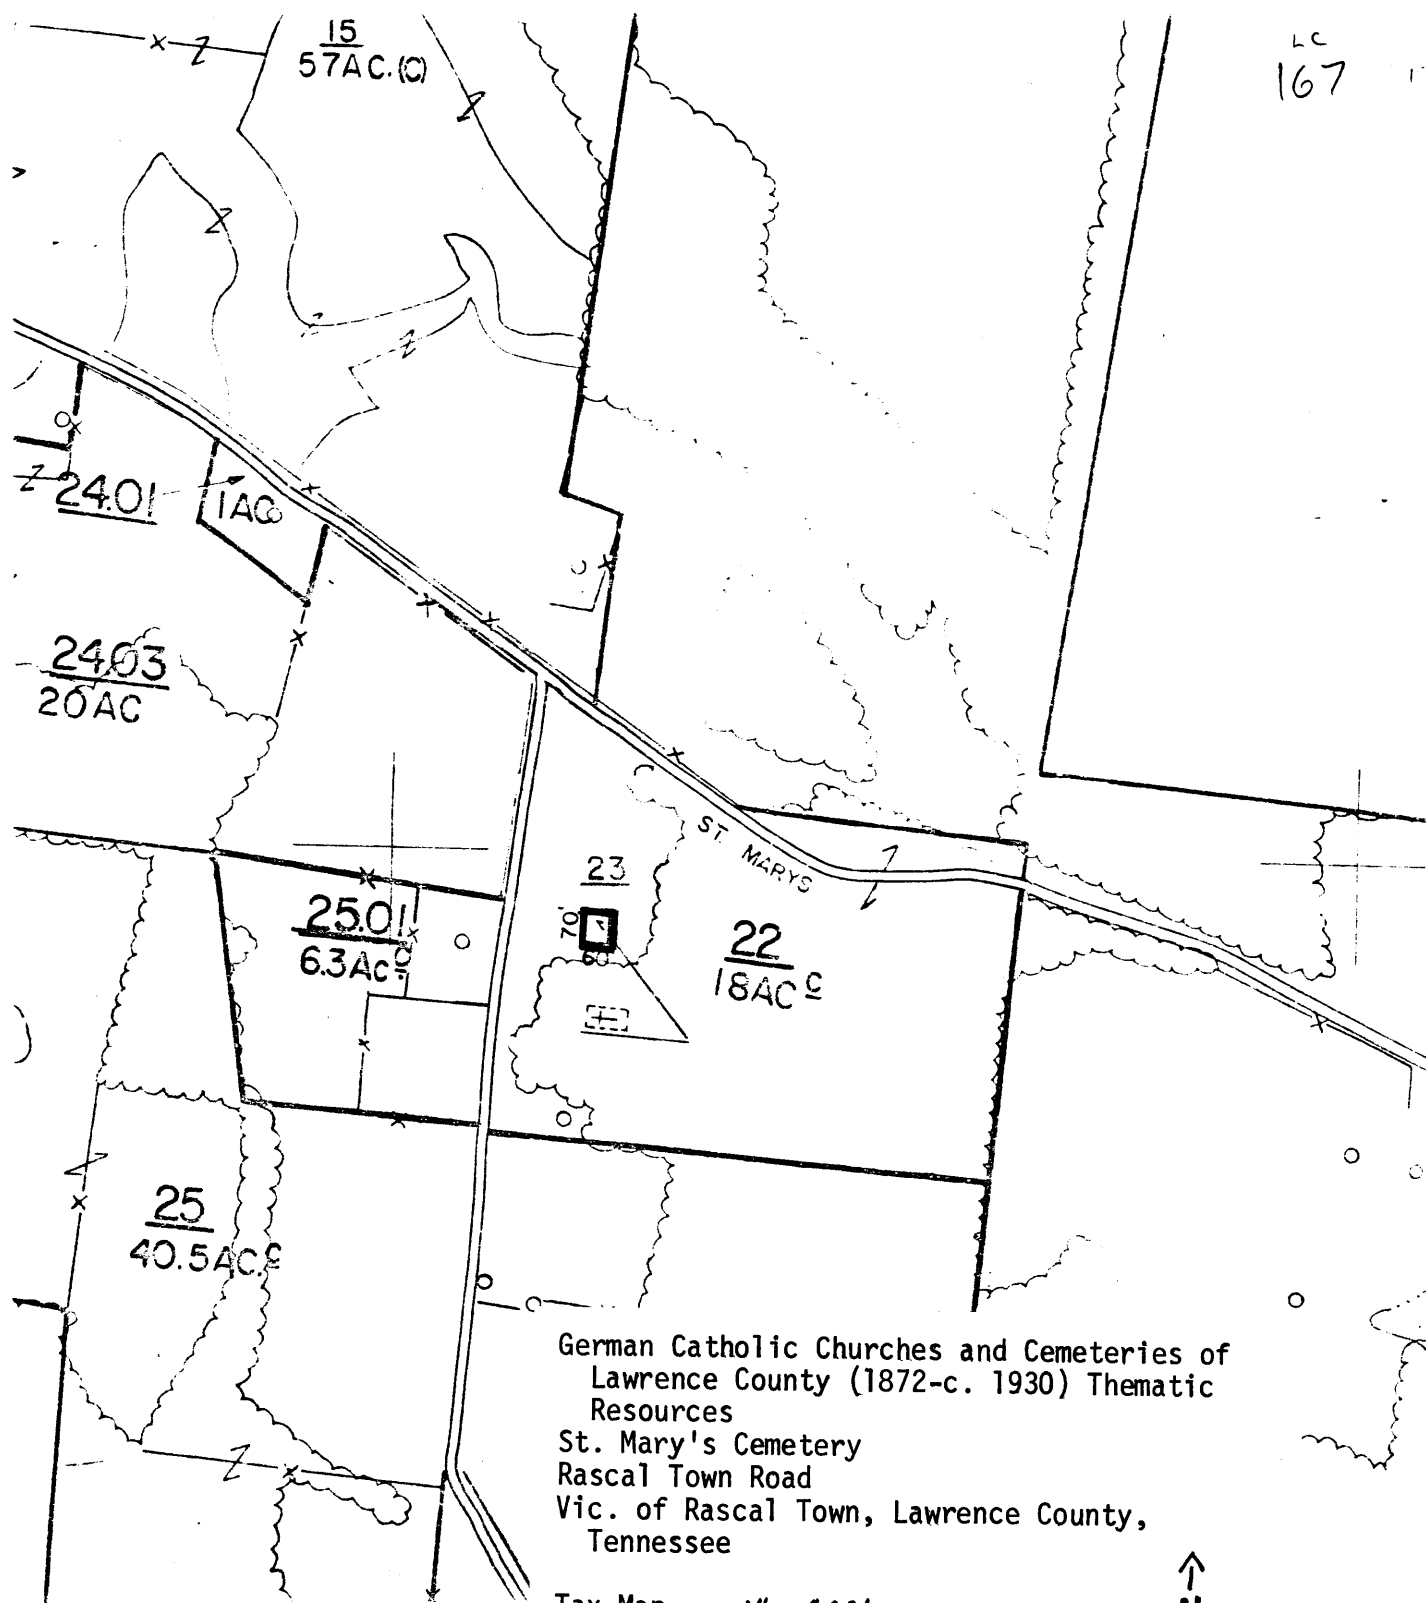 15
57AC.(C)
LC
167
24.01
1AC
24.03
20AC
ST. MARYS
23
70'
60'
25.01
6.3Ac C
22
18AC C
25
40.5AC. C
German Catholic Churches and Cemeteries of
Lawrence County (1872-c. 1930) Thematic
Resources
St. Mary's Cemetery
Rascal Town Road
Vic. of Rascal Town, Lawrence County,
Tennessee
Tax Map